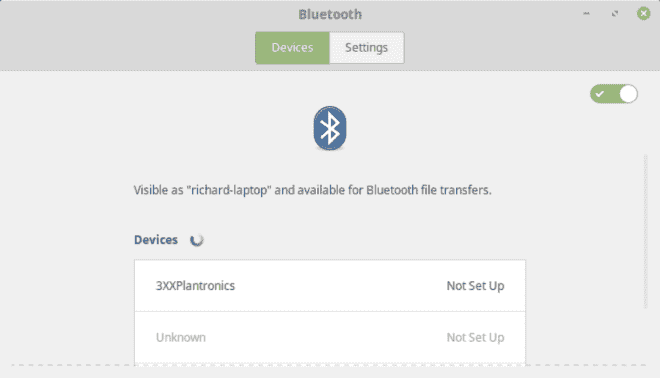 Bluetooth
Devices Settings
Visible as "richard-laptop" and available for Bluetooth file transfers.
Devices
3XXPlantronics Not Set Up
Unknown Not Set Up